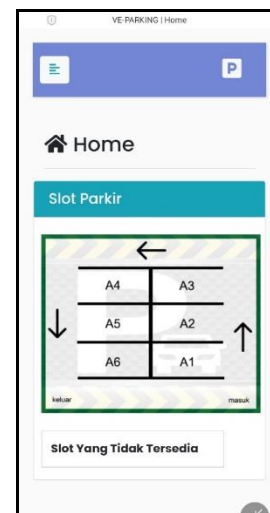 VE-PARKING | Home
P
Home
Slot Parkir
A4 A3
A5 A2
A6 A1
keluar masuk
Slot Yang Tidak Tersedia